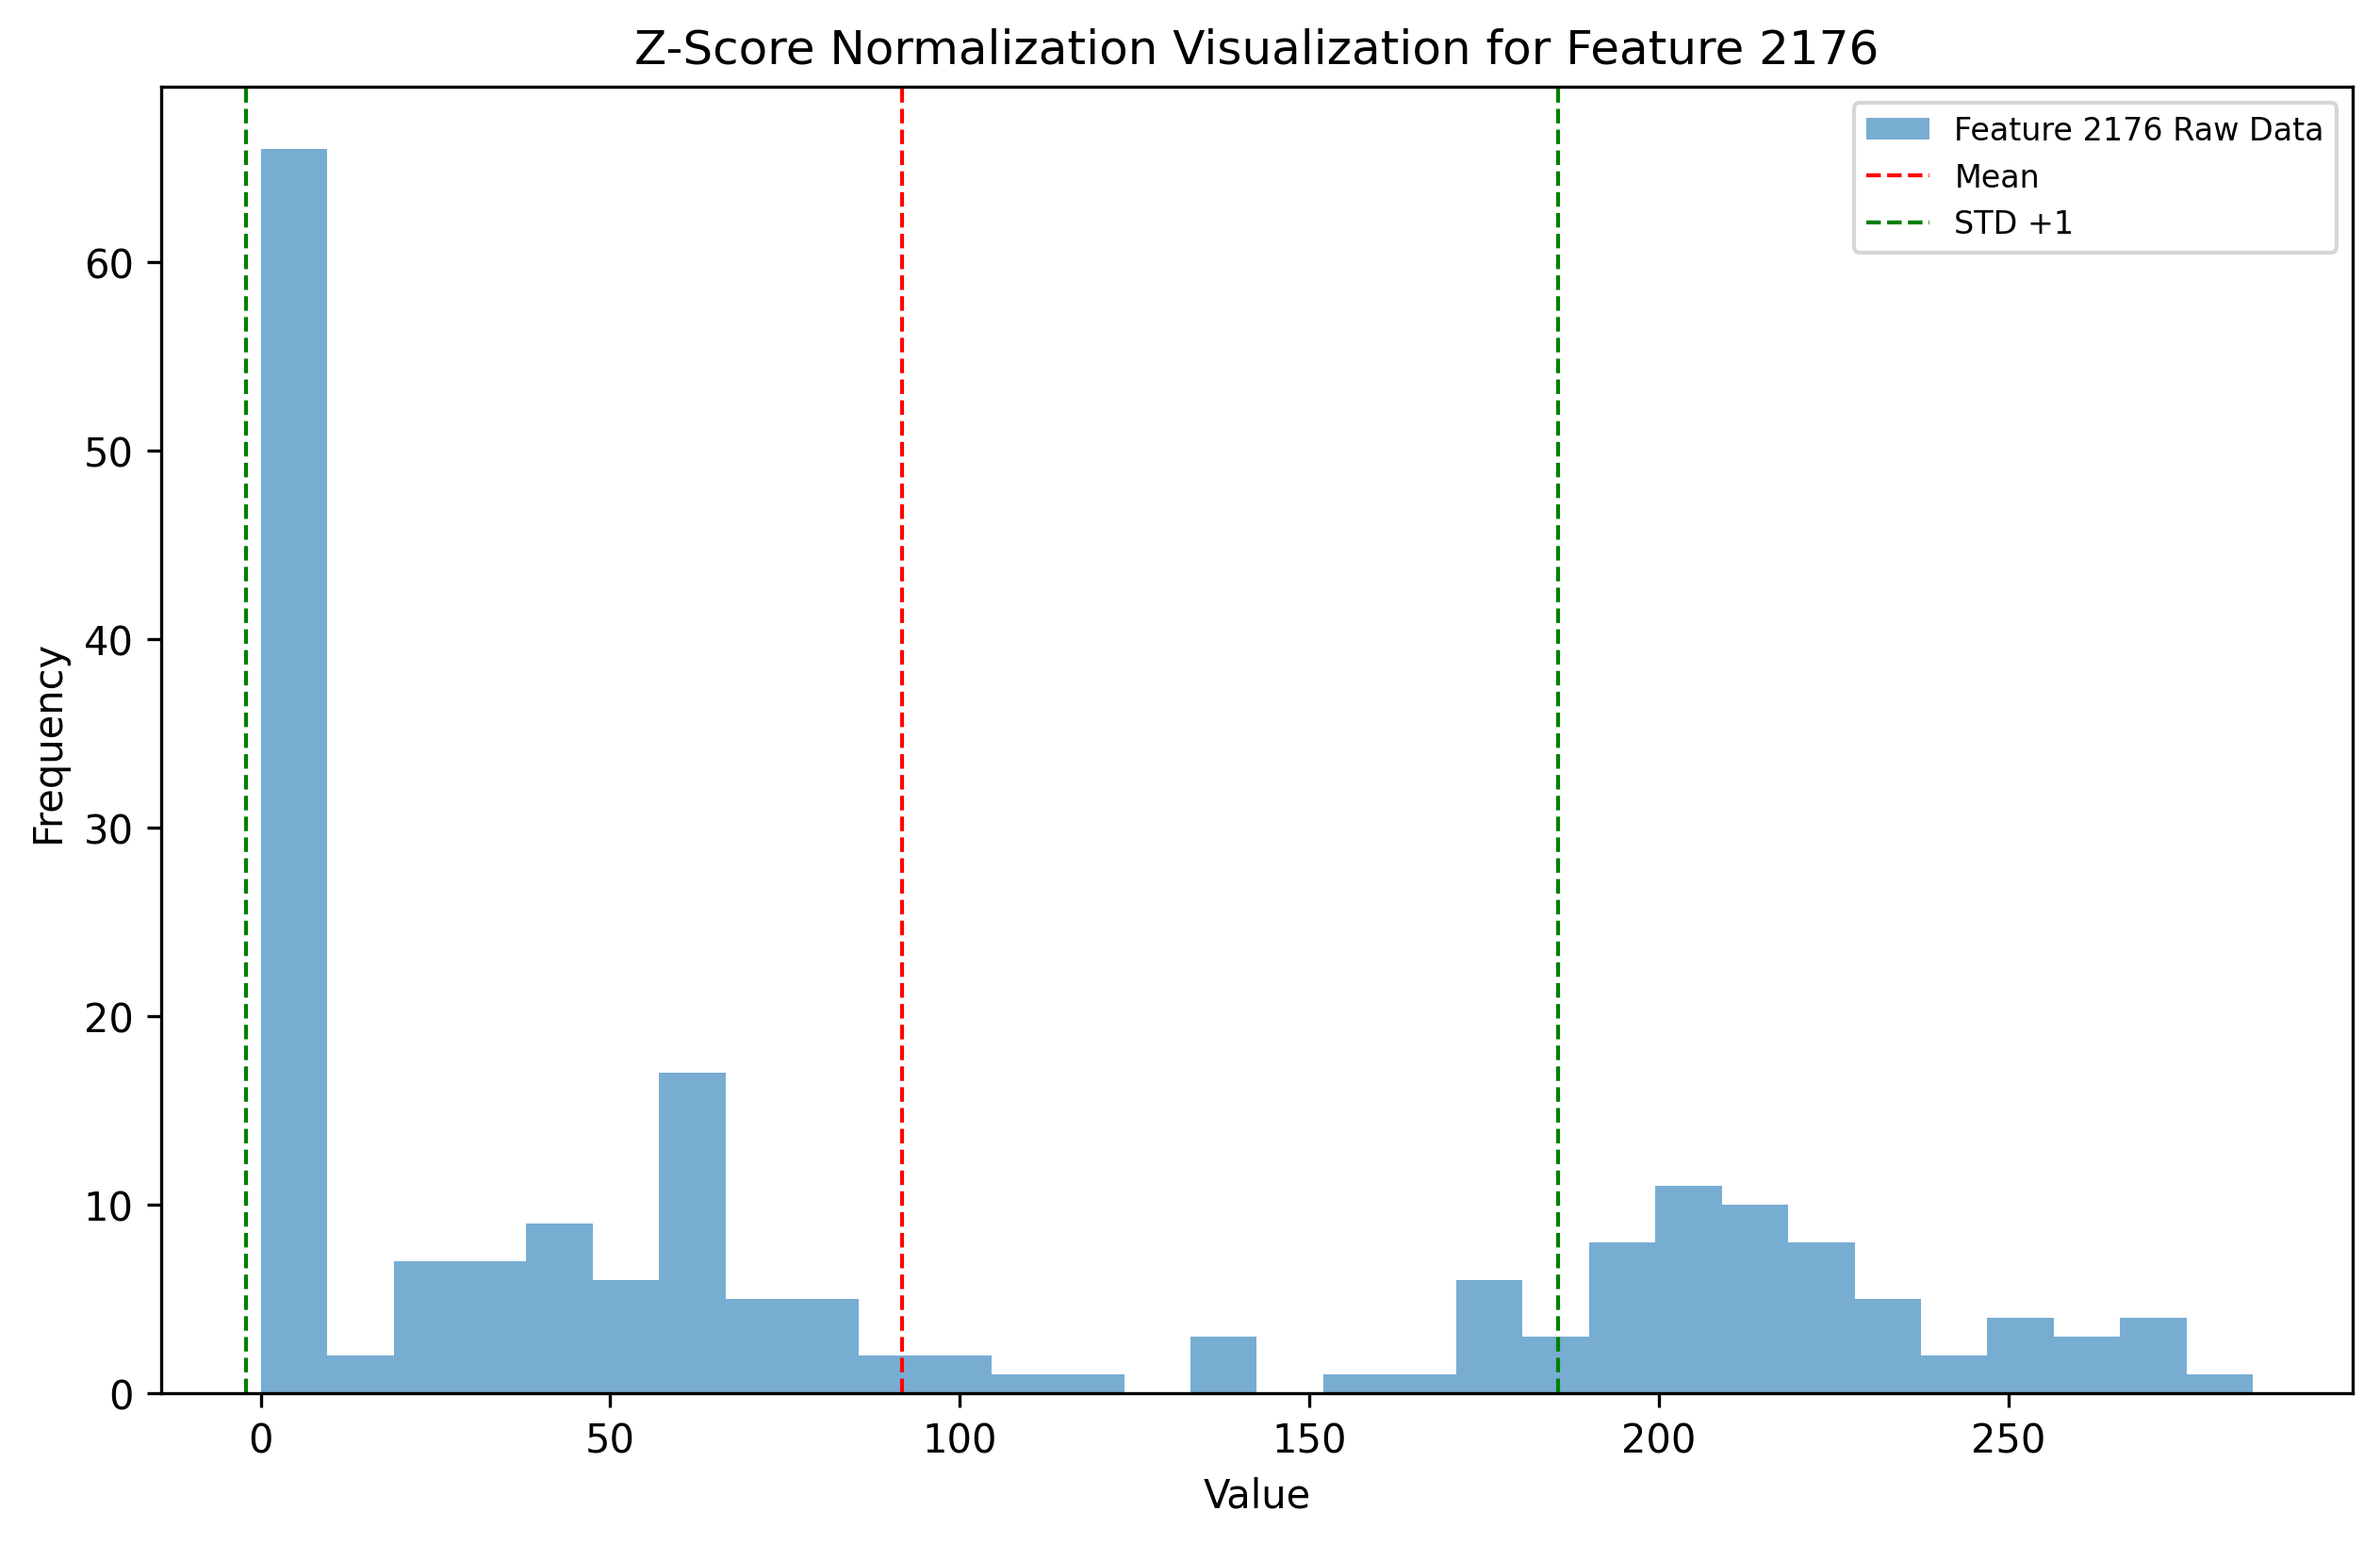 Z-Score Normalization Visualization for Feature 2176
Feature 2176 Raw Data
Mean
STD +1
Frequency
60
50
40
30
20
10
0
0 50 100 150 200 250
Value